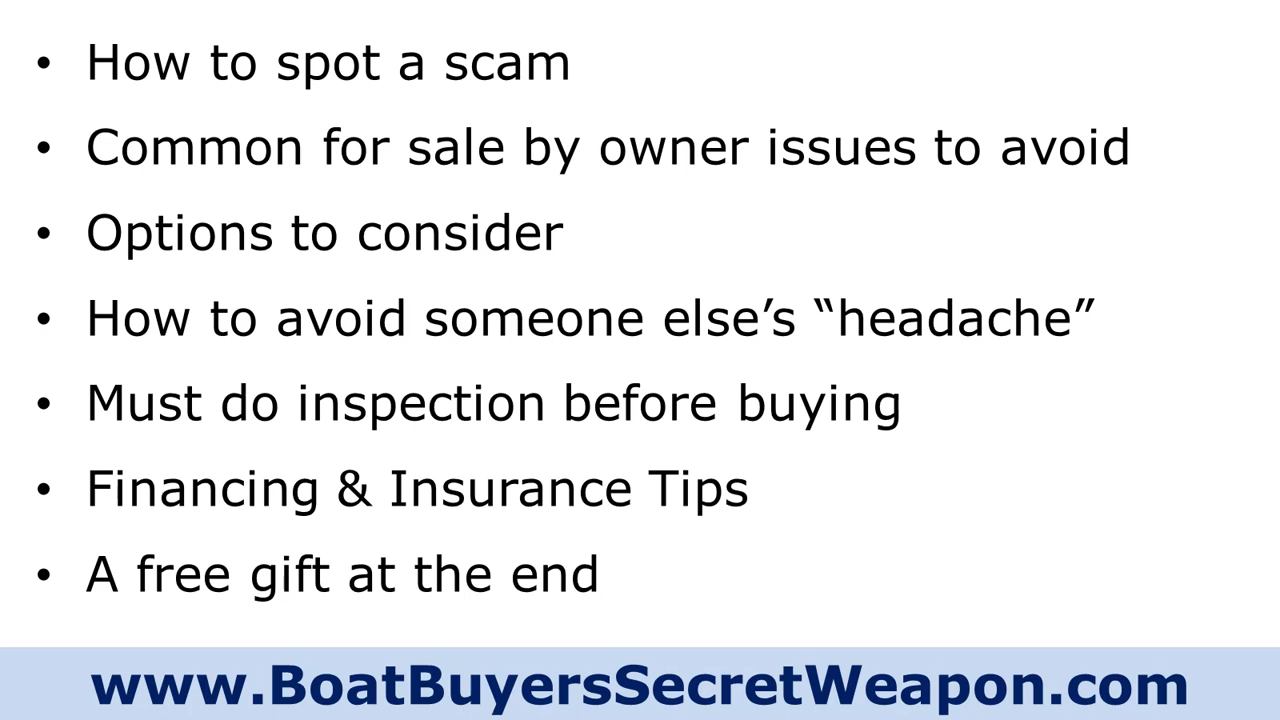 • How to spot a scam
• Common for sale by owner issues to avoid
• Options to consider
• How to avoid someone else’s “headache”
• Must do inspection before buying
• Financing & Insurance Tips
• A free gift at the end
www.BoatBuyersSecretWeapon.com